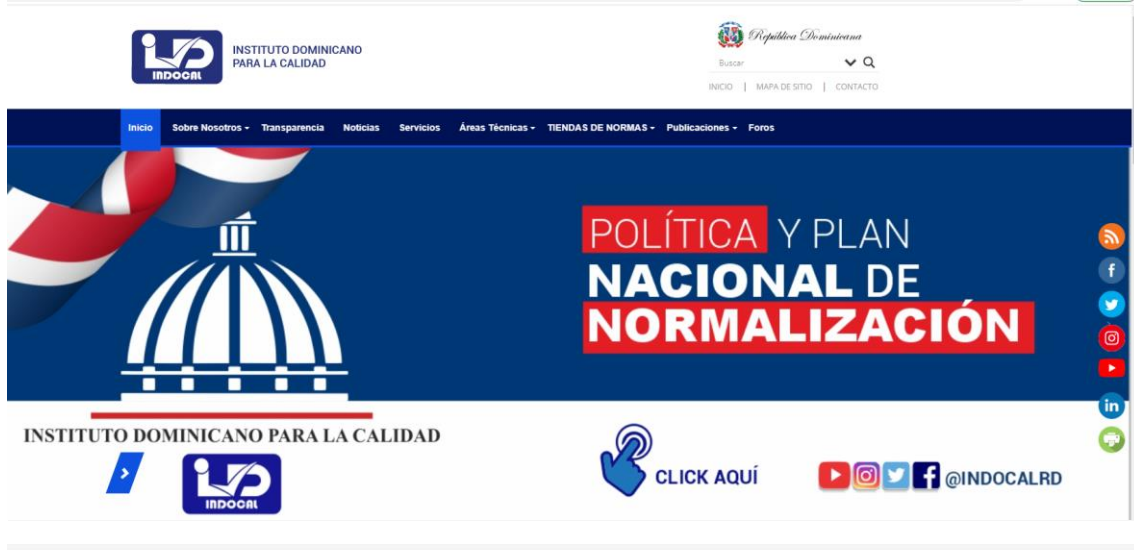 INDOCAL
INSTITUTO DOMINICANO
PARA LA CALIDAD
República Dominicana
Buscar
INICIO | MAPA DE SITIO | CONTACTO
Inicio Sobre Nosotros Transparencia Noticias Servicios Áreas Técnicas TIENDAS DE NORMAS Publicaciones Foros
POLÍTICA Y PLAN
NACIONAL DE
NORMALIZACIÓN
INSTITUTO DOMINICANO PARA LA CALIDAD
INDOCAL
CLICK AQUÍ
@INDOCALRD